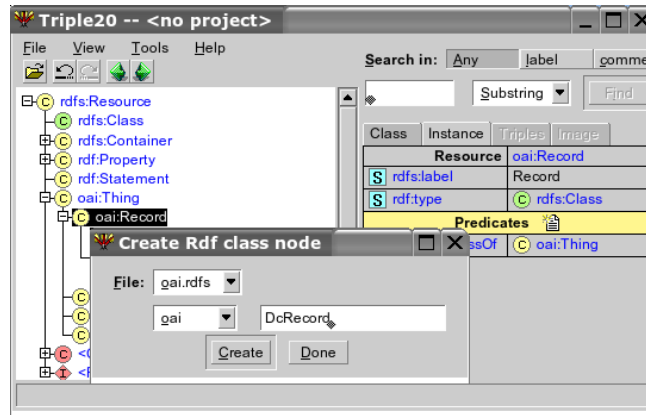 Triple20 -- <no project>
File View Tools Help
Search in: Any label comme
Substring Find
rdfs:Resource
rdfs:Class
rdfs:Container
rdf:Property
rdf:Statement
oai:Thing
oai:Record
Class Instance Triples Image
Resource oai:Record
S rdfs:label Record
S rdf:type C rdfs:Class
Predicates
ssOf C oai:Thing
Create Rdf class node
File: oai.rdfs
oai DcRecord
Create Done